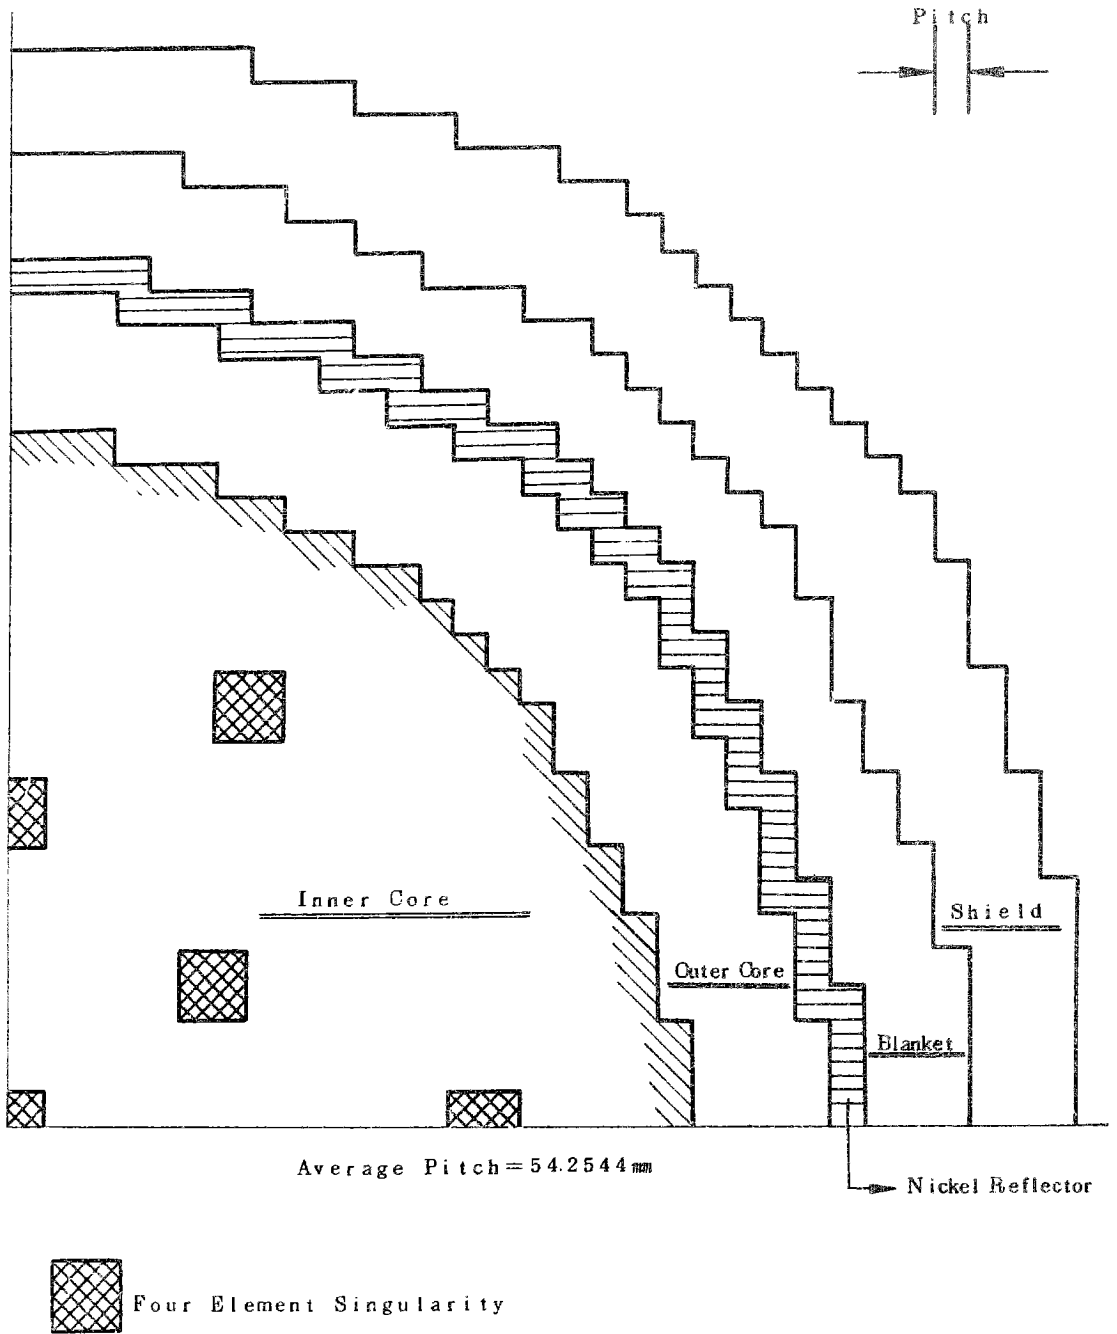 Pitch
Inner Core
Shield
Outer Core
Blanket
Average Pitch=54.2544mm
Nickel Reflector
Four Element Singularity